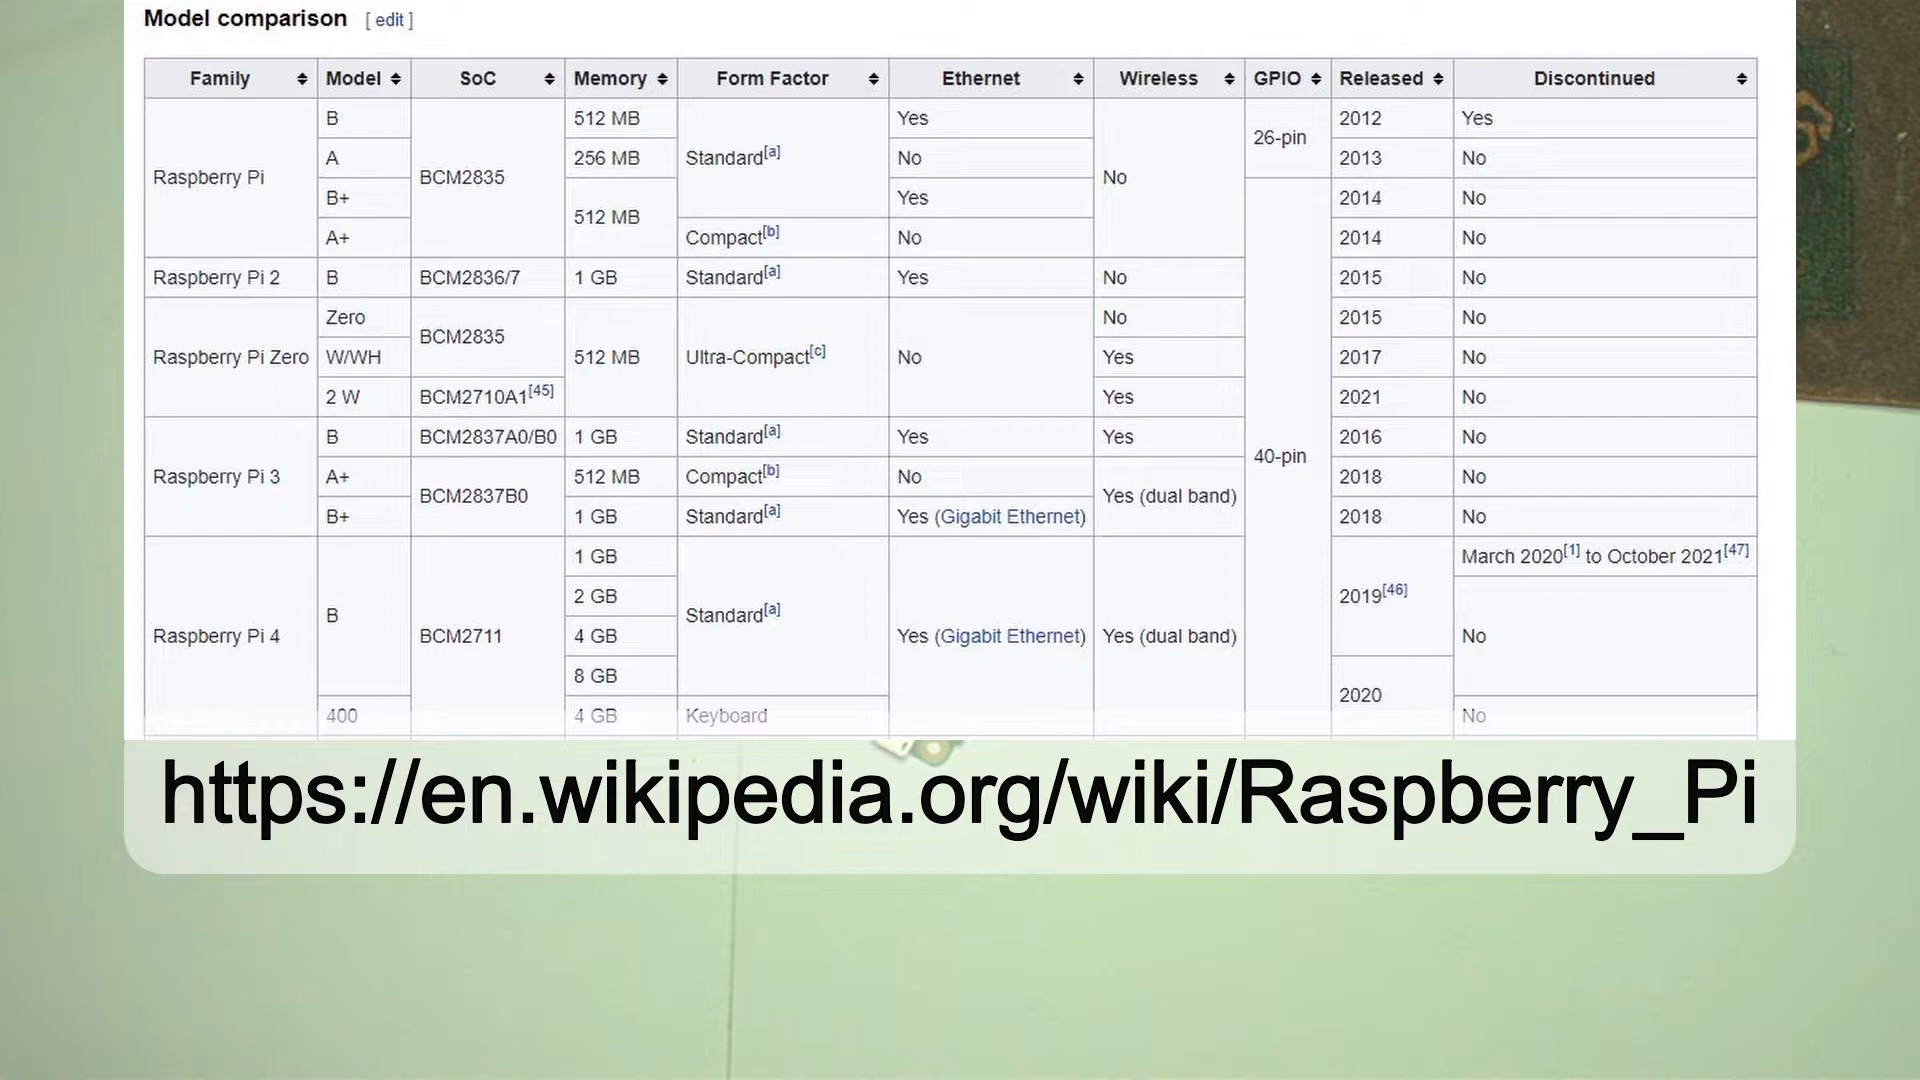 Model comparison [ edit ]
Family Model SoC Memory Form Factor Ethernet Wireless GPIO Released Discontinued
Raspberry Pi B BCM2835 512 MB Standard[a] Yes No 26-pin 2012 Yes
A 256 MB No 2013 No
B+ 512 MB Yes 40-pin 2014 No
A+ Compact[b] No 2014 No
Raspberry Pi 2 B BCM2836/7 1 GB Standard[a] Yes No 2015 No
Raspberry Pi Zero Zero BCM2835 512 MB Ultra-Compact[c] No No 2015 No
W/WH Yes 2017 No
2 W BCM2710A1[45] Yes 2021 No
Raspberry Pi 3 B BCM2837A0/B0 1 GB Standard[a] Yes Yes 2016 No
A+ BCM2837B0 512 MB Compact[b] No Yes (dual band) 2018 No
B+ 1 GB Standard[a] Yes (Gigabit Ethernet) 2018 No
Raspberry Pi 4 B BCM2711 1 GB Standard[a] Yes (Gigabit Ethernet) Yes (dual band) 2019[46] March 2020[1] to October 2021[47]
2 GB No
4 GB
8 GB 2020
400 4 GB Keyboard No
https://en.wikipedia.org/wiki/Raspberry_Pi